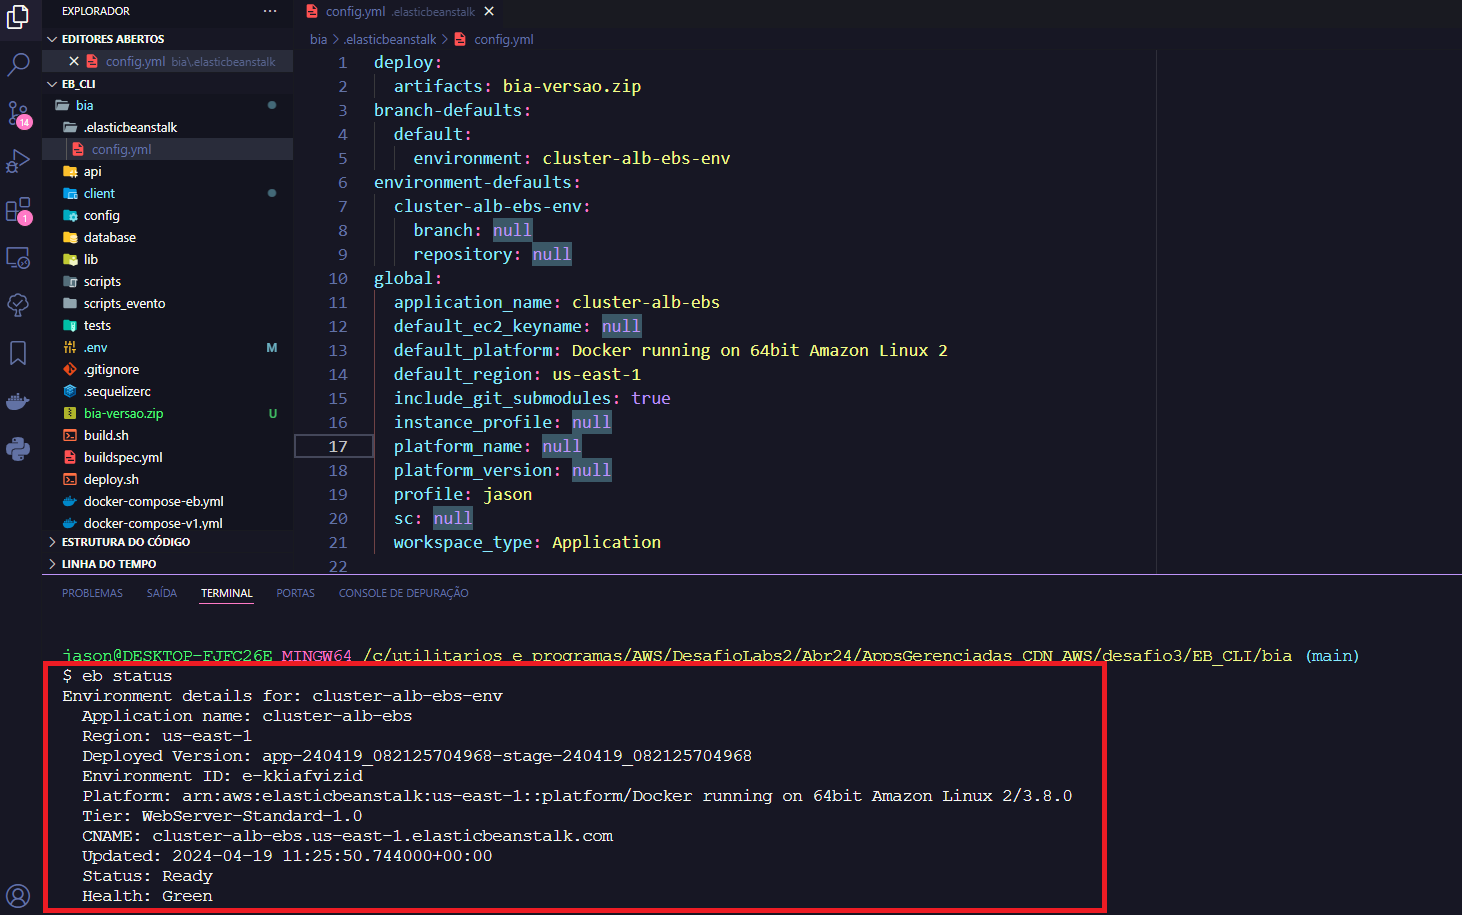 EXPLORADOR
...
EDITORES ABERTOS
config.yml bia\.elasticbeanstalk
EB_CLI
bia
.elasticbeanstalk
config.yml
api
client
config
database
lib
scripts
scripts_evento
tests
.env M
.gitignore
.sequelizerc
bia-versao.zip U
build.sh
buildspec.yml
deploy.sh
docker-compose-eb.yml
docker-compose-v1.yml
ESTRUTURA DO CÓDIGO
LINHA DO TEMPO
14
1
config.yml .elasticbeanstalk
bia > .elasticbeanstalk > config.yml
1 deploy:
2 artifacts: bia-versao.zip
3 branch-defaults:
4 default:
5 environment: cluster-alb-ebs-env
6 environment-defaults:
7 cluster-alb-ebs-env:
8 branch: null
9 repository: null
10 global:
11 application_name: cluster-alb-ebs
12 default_ec2_keyname: null
13 default_platform: Docker running on 64bit Amazon Linux 2
14 default_region: us-east-1
15 include_git_submodules: true
16 instance_profile: null
17 platform_name: null
18 platform_version: null
19 profile: jason
20 sc: null
21 workspace_type: Application
22
PROBLEMAS SAÍDA TERMINAL PORTAS CONSOLE DE DEPURAÇÃO
jason@DESKTOP-FJFC26E MINGW64 /c/utilitarios_e_programas/AWS/DesafioLabs2/Abr24/AppsGerenciadas_CDN_AWS/desafio3/EB_CLI/bia (main)
$ eb status
Environment details for: cluster-alb-ebs-env
Application name: cluster-alb-ebs
Region: us-east-1
Deployed Version: app-240419_082125704968-stage-240419_082125704968
Environment ID: e-kkiafvizid
Platform: arn:aws:elasticbeanstalk:us-east-1::platform/Docker running on 64bit Amazon Linux 2/3.8.0
Tier: WebServer-Standard-1.0
CNAME: cluster-alb-ebs.us-east-1.elasticbeanstalk.com
Updated: 2024-04-19 11:25:50.744000+00:00
Status: Ready
Health: Green